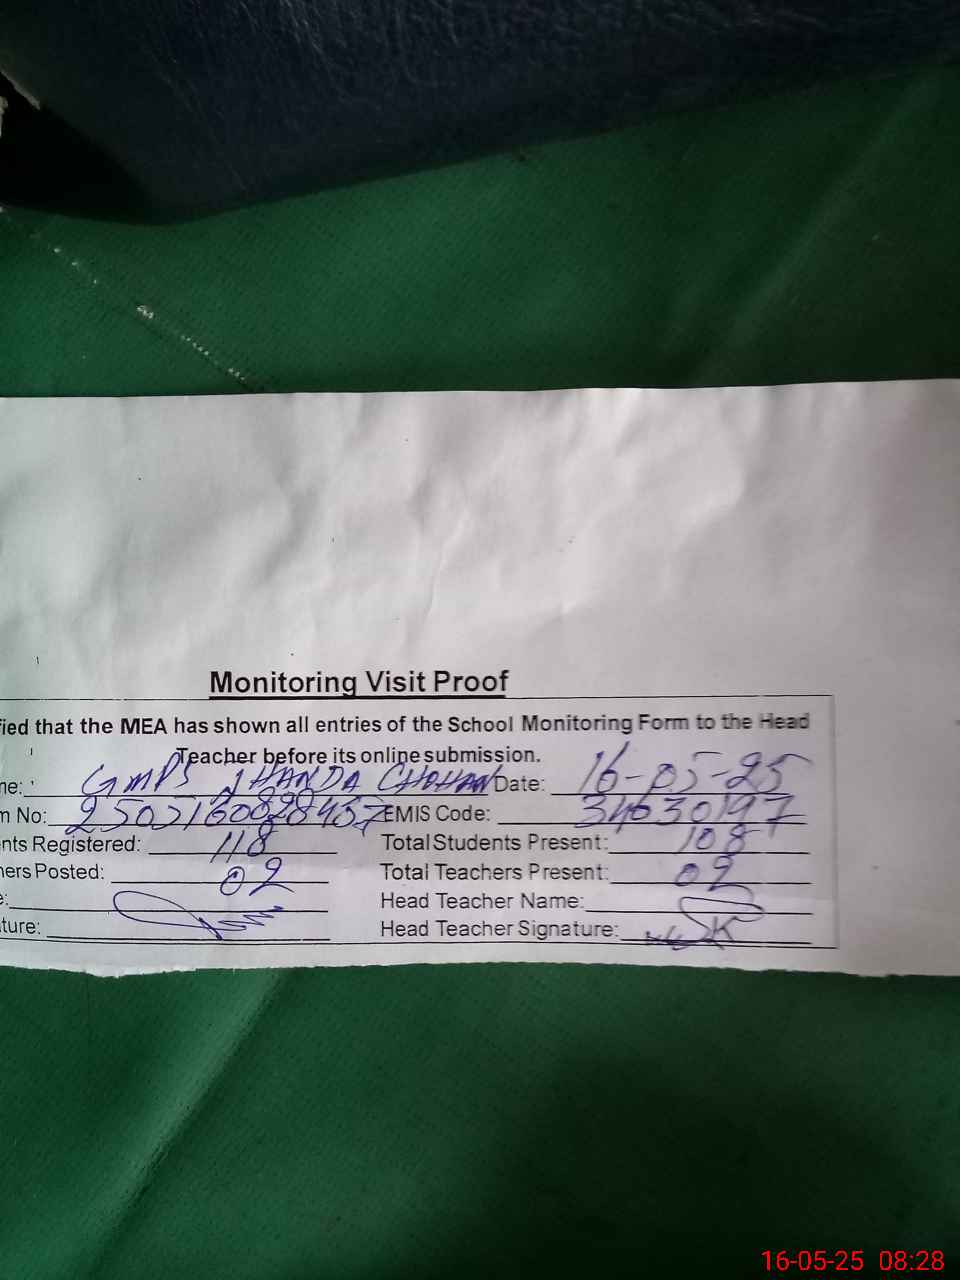 Monitoring Visit Proof
fied that the MEA has shown all entries of the School Monitoring Form to the Head
Teacher before its online submission.
ne: GMPS JHANDA CHOHAN Date: 16-05-25
m No: 2505160828437 EMIS Code: 34630197
nts Registered: 118 Total Students Present: 108
ners Posted: 02 Total Teachers Present: 02
e: Head Teacher Name:
ture: Head Teacher Signature:
16-05-25 08:28